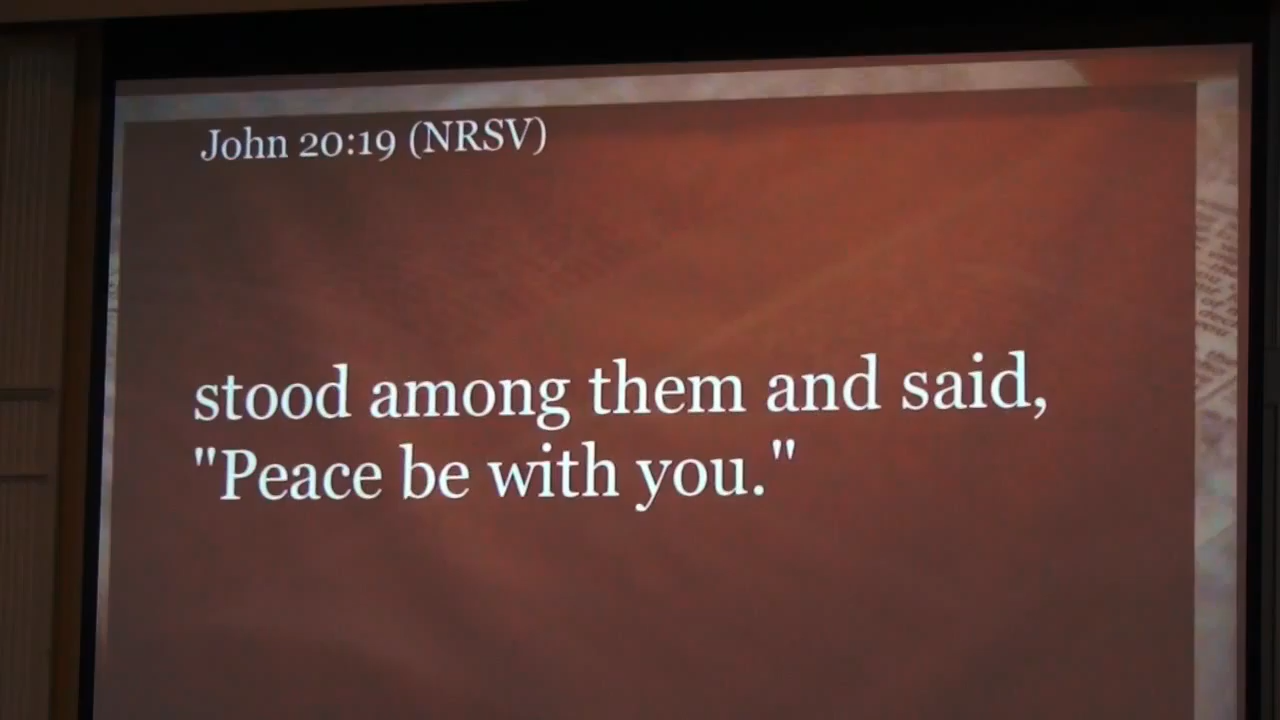 John 20:19 (NRSV)
stood among them and said,
"Peace be with you."